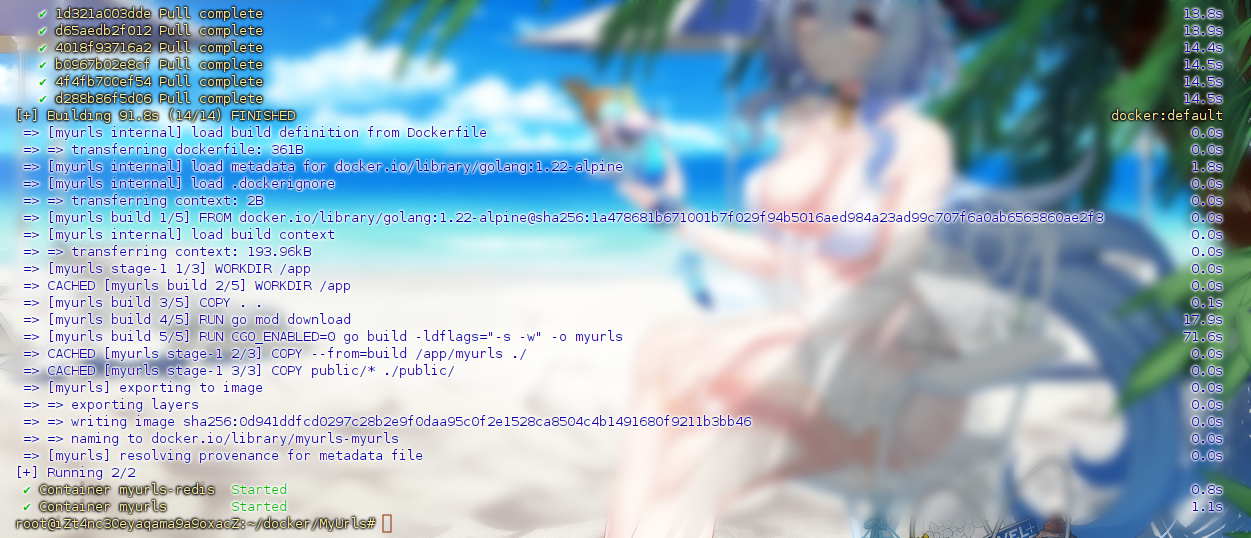 ✔ 1d321a003dde Pull complete 13.8s
✔ d65aedb2f012 Pull complete 13.9s
✔ 4018f93716a2 Pull complete 14.4s
✔ b0967b02e8cf Pull complete 14.5s
✔ 4f4fb700ef54 Pull complete 14.5s
✔ d288b86f5d06 Pull complete 14.5s
[+] Building 91.8s (14/14) FINISHED docker:default
=> [myurls internal] load build definition from Dockerfile 0.0s
=> => transferring dockerfile: 361B 0.0s
=> [myurls internal] load metadata for docker.io/library/golang:1.22-alpine 1.8s
=> [myurls internal] load .dockerignore 0.0s
=> => transferring context: 2B 0.0s
=> [myurls build 1/5] FROM docker.io/library/golang:1.22-alpine@sha256:1a478681b671001b7f029f94b5016aed984a23ad99c707f6a0ab6563860ae2f3 0.0s
=> [myurls internal] load build context 0.0s
=> => transferring context: 193.96kB 0.0s
=> [myurls stage-1 1/3] WORKDIR /app 0.0s
=> CACHED [myurls build 2/5] WORKDIR /app 0.0s
=> [myurls build 3/5] COPY . . 0.1s
=> [myurls build 4/5] RUN go mod download 17.9s
=> [myurls build 5/5] RUN CGO_ENABLED=0 go build -ldflags="-s -w" -o myurls 71.6s
=> CACHED [myurls stage-1 2/3] COPY --from=build /app/myurls ./ 0.0s
=> CACHED [myurls stage-1 3/3] COPY public/* ./public/ 0.0s
=> [myurls] exporting to image 0.0s
=> => exporting layers 0.0s
=> => writing image sha256:0d941ddfcd0297c28b2e9f0daa95c0f2e1528ca8504c4b1491680f9211b3bb46 0.0s
=> => naming to docker.io/library/myurls-myurls 0.0s
=> [myurls] resolving provenance for metadata file 0.0s
[+] Running 2/2
✔ Container myurls-redis Started 0.8s
✔ Container myurls Started 1.1s
root@iZt4nc30eyaqama9a9oxacZ:~/docker/MyUrls#